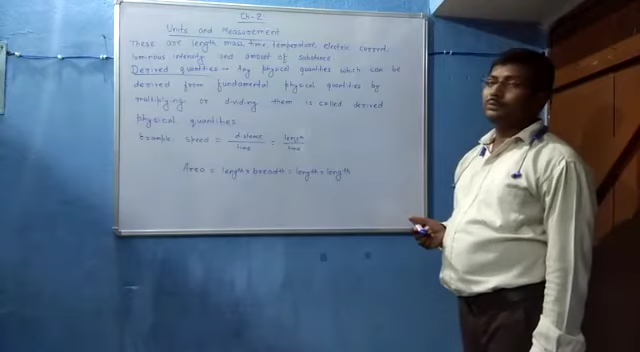 Ch-2
Units and Measurement
These are length, mass, time, temperature, electric current,
luminous intensity and amount of substance
Derived quantities :- Any physical quantities which can be
derived from fundamental physical quantities by
multiplying or dividing them is called derived
physical quantities
Example: speed = distance/time = length/time
Area = length × breadth = length × length